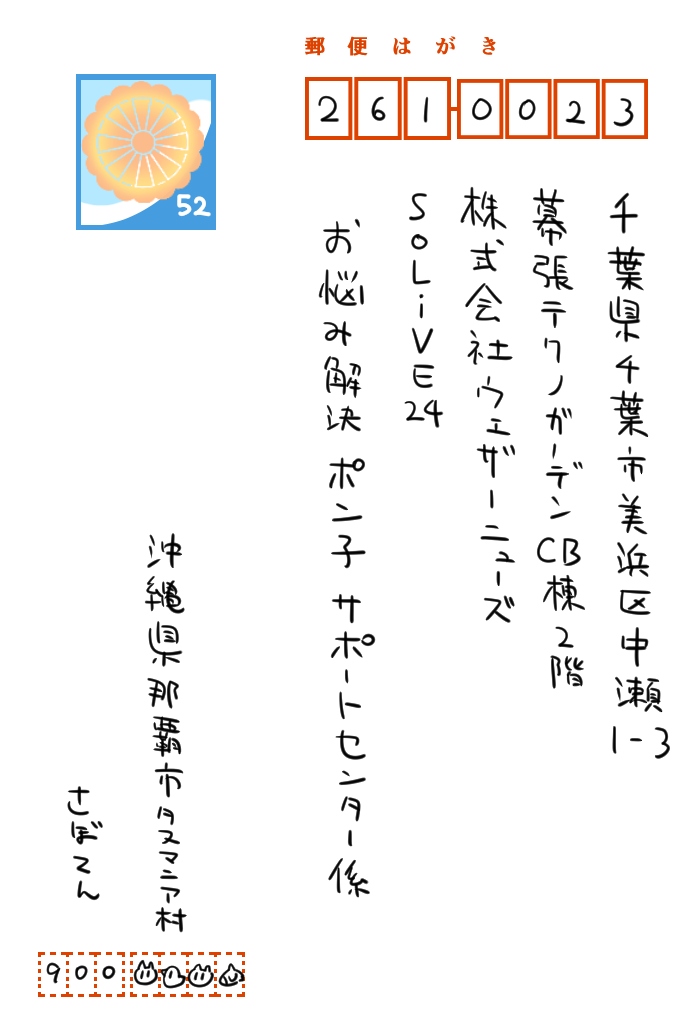 郵便はがき
261-0023
52
千葉県千葉市美浜区中瀬1-3
幕張テクノガーデンCB棟2階
株式会社ウェザーニューズ
SOLiVE24
お悩み解決 ポン子 サポートセンター係
沖縄県那覇市タスマニア村
さぼてん
900